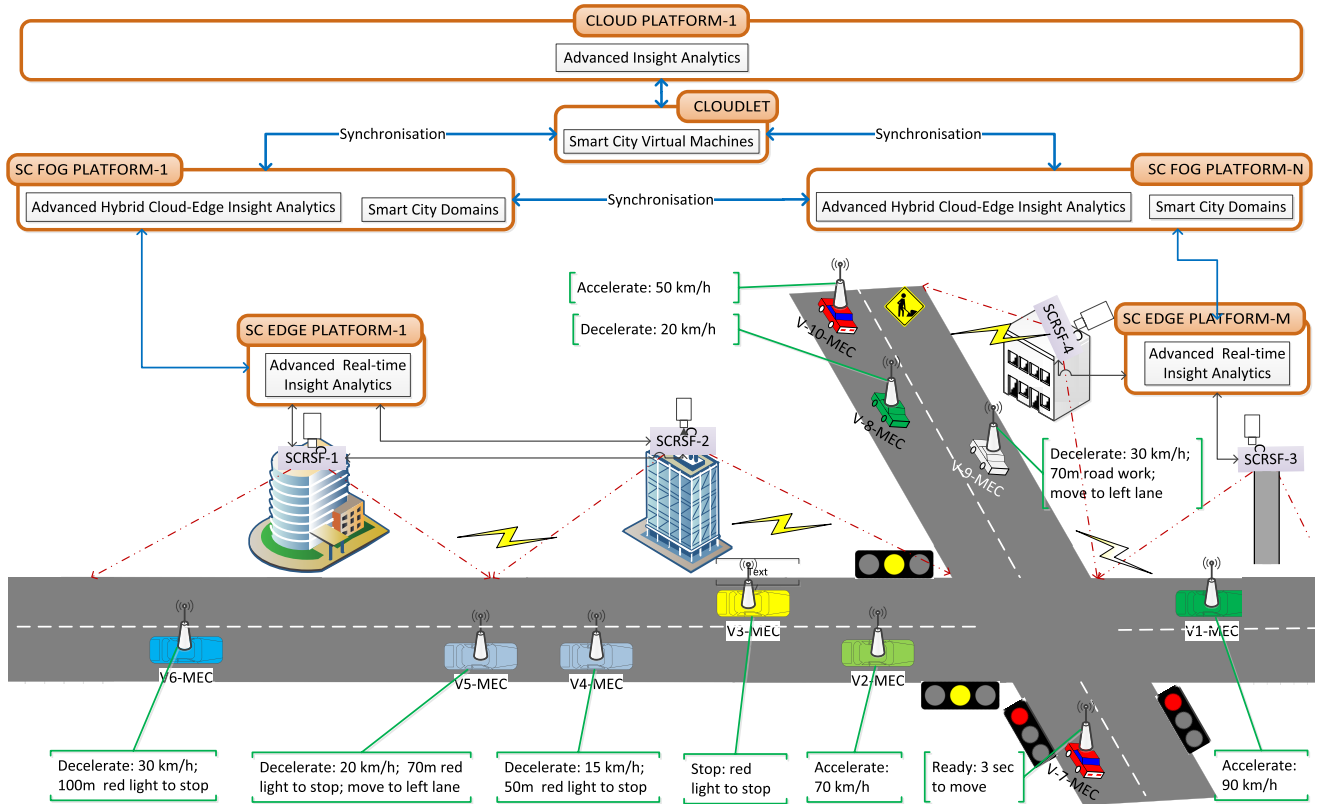 CLOUD PLATFORM-1
Advanced Insight Analytics
CLOUDLET
Smart City Virtual Machines
Synchronisation
Synchronisation
SC FOG PLATFORM-1
Advanced Hybrid Cloud-Edge Insight Analytics
Smart City Domains
Synchronisation
SC FOG PLATFORM-N
Advanced Hybrid Cloud-Edge Insight Analytics
Smart City Domains
Accelerate: 50 km/h
Decelerate: 20 km/h
V-10-MEC
V-8-MEC
V-9-MEC
SC EDGE PLATFORM-1
Advanced Real-time
Insight Analytics
SCRSF-4
SC EDGE PLATFORM-M
Advanced Real-time
Insight Analytics
SCRSF-1
SCRSF-2
Decelerate: 30 km/h;
70m road work;
move to left lane
SCRSF-3
Text
V3-MEC
V1-MEC
V6-MEC
V5-MEC
V4-MEC
V2-MEC
V-7-MEC
Decelerate: 30 km/h;
100m red light to stop
Decelerate: 20 km/h; 70m red
light to stop; move to left lane
Decelerate: 15 km/h;
50m red light to stop
Stop: red
light to stop
Accelerate:
70 km/h
Ready: 3 sec
to move
Accelerate:
90 km/h